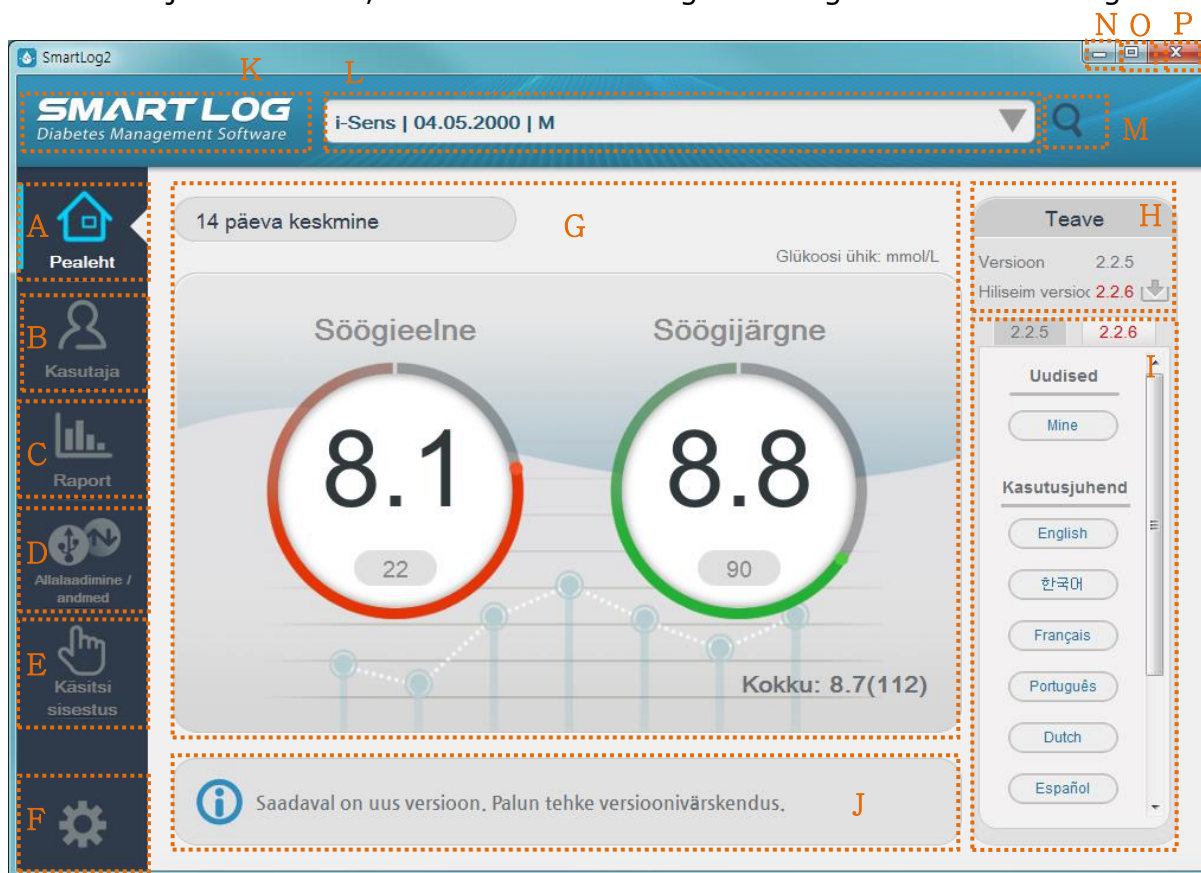 N O P
SmartLog2
K
L
SMART LOG
Diabetes Management Software
i-Sens | 04.05.2000 | M
M
A
Pealeht
B
Kasutaja
C
Raport
D
Allalaadimine /
andmed
E
Käsitsi
sisestus
F
14 päeva keskmine
G
Glükoosi ühik: mmol/L
Söögieelne
8.1
22
Söögijärgne
8.8
90
Kokku: 8.7(112)
Saadaval on uus versioon. Palun tehke versioonivärskendus.
J
Teave
H
Versioon 2.2.5
Hiliseim versioc 2.2.6
2.2.5 2.2.6
I
Uudised
Mine
Kasutusjuhend
English
한국어
Français
Português
Dutch
Español